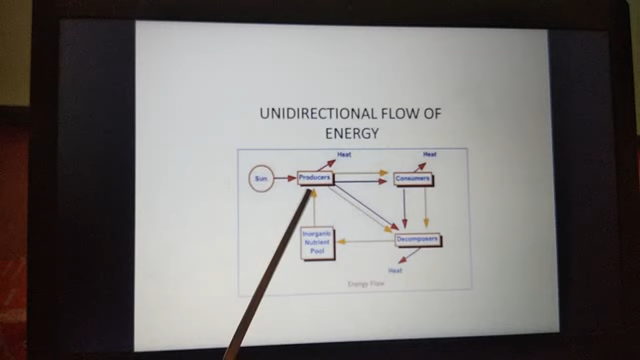 UNIDIRECTIONAL FLOW OF
ENERGY
Heat
Heat
Sun
Producers
Consumers
Inorganic
Nutrient
Pool
Decomposers
Heat
Energy Flow